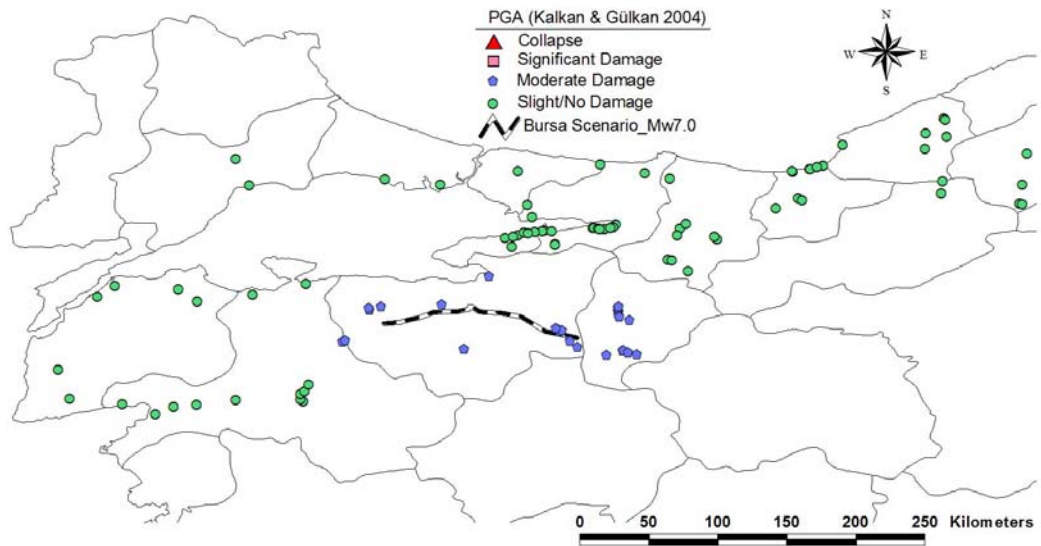 PGA (Kalkan & Gülkan 2004)
Collapse
Significant Damage
Moderate Damage
Slight/No Damage
Bursa Scenario_Mw7.0
N
W E
S
0 50 100 150 200 250 Kilometers